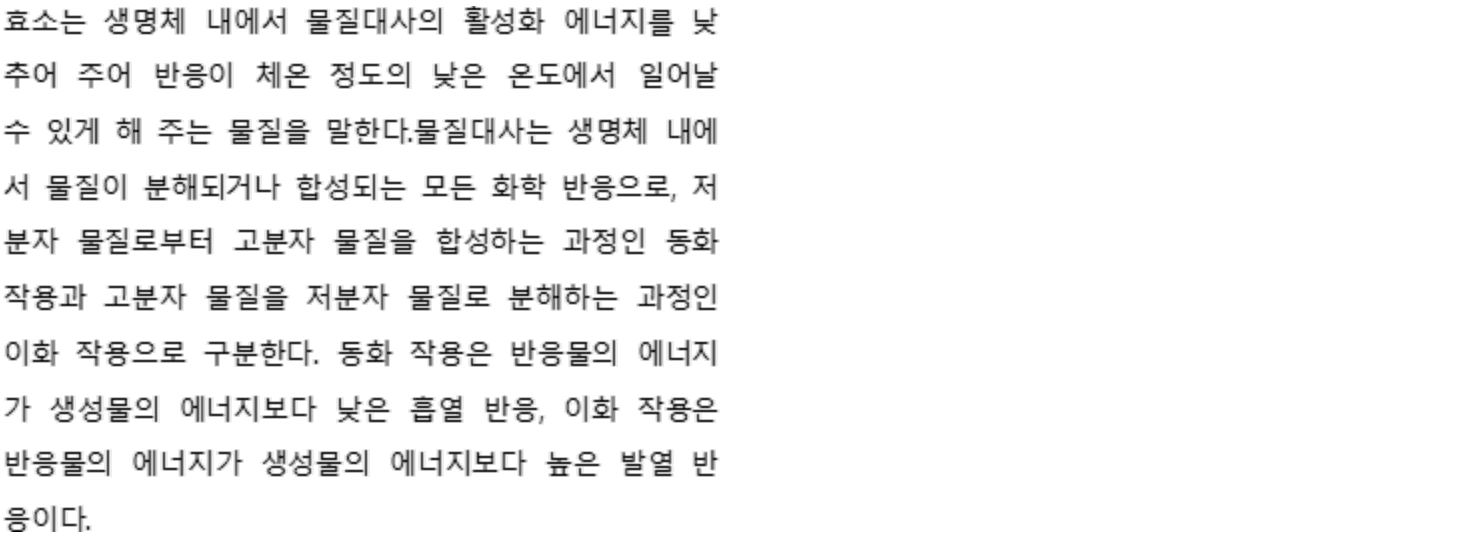 효소는 생명체 내에서 물질대사의 활성화 에너지를 낮
추어 주어 반응이 체온 정도의 낮은 온도에서 일어날
수 있게 해 주는 물질을 말한다.물질대사는 생명체 내에
서 물질이 분해되거나 합성되는 모든 화학 반응으로, 저
분자 물질로부터 고분자 물질을 합성하는 과정인 동화
작용과 고분자 물질을 저분자 물질로 분해하는 과정인
이화 작용으로 구분한다. 동화 작용은 반응물의 에너지
가 생성물의 에너지보다 낮은 흡열 반응, 이화 작용은
반응물의 에너지가 생성물의 에너지보다 높은 발열 반
응이다.